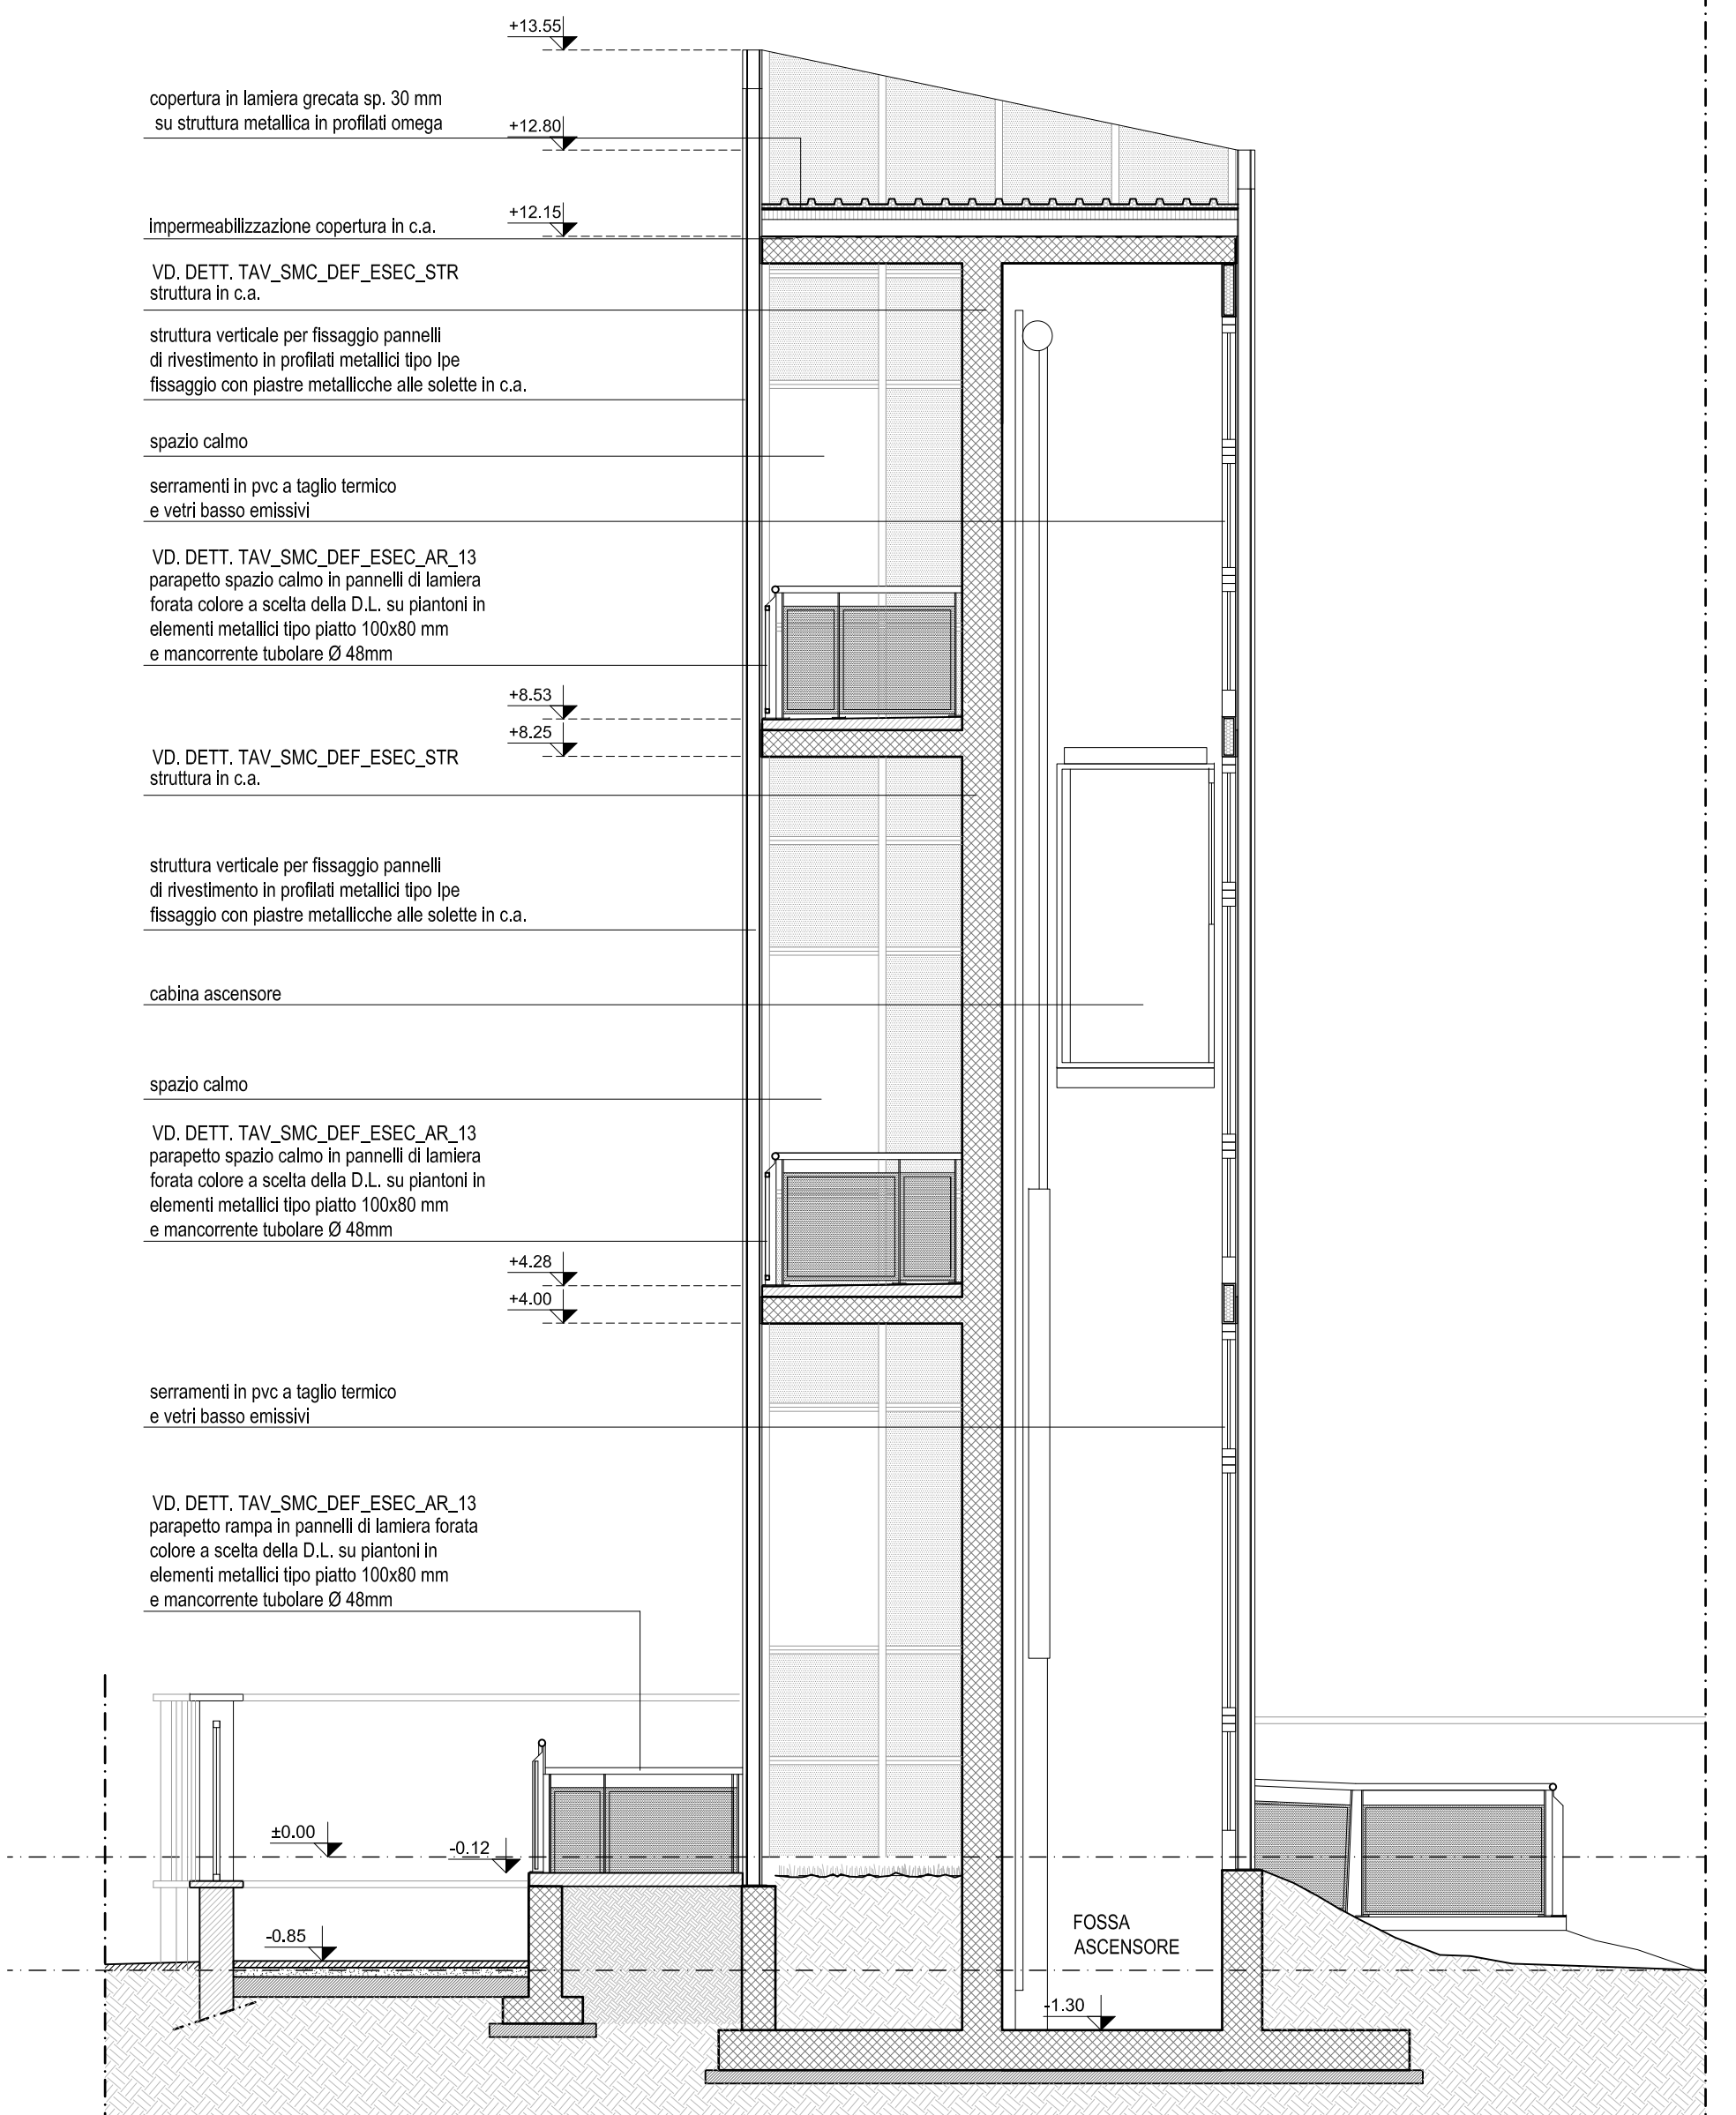 +13.55
copertura in lamiera grecata sp. 30 mm
su struttura metallica in profilati omega
+12.80
+12.15
impermeabilizzazione copertura in c.a.
VD. DETT. TAV_SMC_DEF_ESEC_STR
struttura in c.a.
struttura verticale per fissaggio pannelli
di rivestimento in profilati metallici tipo Ipe
fissaggio con piastre metallicche alle solette in c.a.
spazio calmo
serramenti in pvc a taglio termico
e vetri basso emissivi
VD. DETT. TAV_SMC_DEF_ESEC_AR_13
parapetto spazio calmo in pannelli di lamiera
forata colore a scelta della D.L. su piantoni in
elementi metallici tipo piatto 100x80 mm
e mancorrente tubolare Ø 48mm
+8.53
+8.25
VD. DETT. TAV_SMC_DEF_ESEC_STR
struttura in c.a.
struttura verticale per fissaggio pannelli
di rivestimento in profilati metallici tipo Ipe
fissaggio con piastre metallicche alle solette in c.a.
cabina ascensore
spazio calmo
VD. DETT. TAV_SMC_DEF_ESEC_AR_13
parapetto spazio calmo in pannelli di lamiera
forata colore a scelta della D.L. su piantoni in
elementi metallici tipo piatto 100x80 mm
e mancorrente tubolare Ø 48mm
+4.28
+4.00
serramenti in pvc a taglio termico
e vetri basso emissivi
VD. DETT. TAV_SMC_DEF_ESEC_AR_13
parapetto rampa in pannelli di lamiera forata
colore a scelta della D.L. su piantoni in
elementi metallici tipo piatto 100x80 mm
e mancorrente tubolare Ø 48mm
±0.00
-0.12
-0.85
FOSSA
ASCENSORE
-1.30